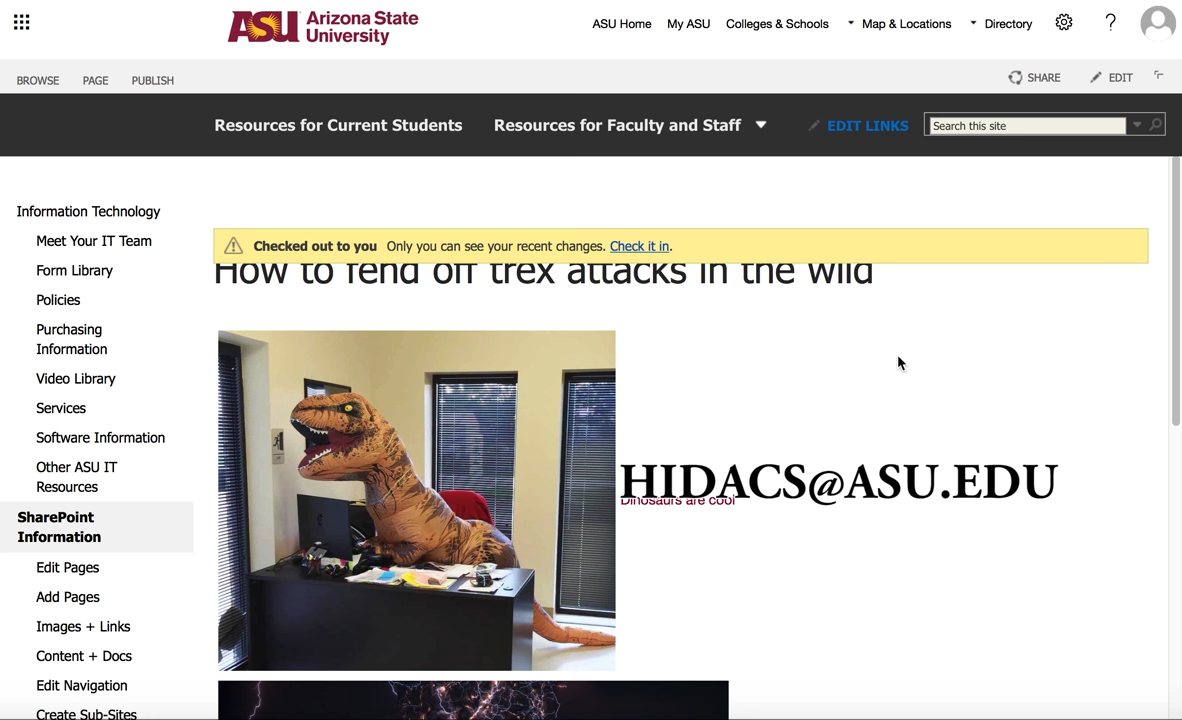 ASU Arizona State University
ASU Home My ASU Colleges & Schools Map & Locations Directory ?
BROWSE PAGE PUBLISH SHARE EDIT
Resources for Current Students Resources for Faculty and Staff EDIT LINKS Search this site
Information Technology
Meet Your IT Team
Form Library
Policies
Purchasing
Information
Video Library
Services
Software Information
Other ASU IT
Resources
SharePoint
Information
Edit Pages
Add Pages
Images + Links
Content + Docs
Edit Navigation
Create Sub-Sites
Checked out to you Only you can see your recent changes. Check it in.
How to fend off trex attacks in the wild
HIDACS@ASU.EDU
Dinosaurs are cool